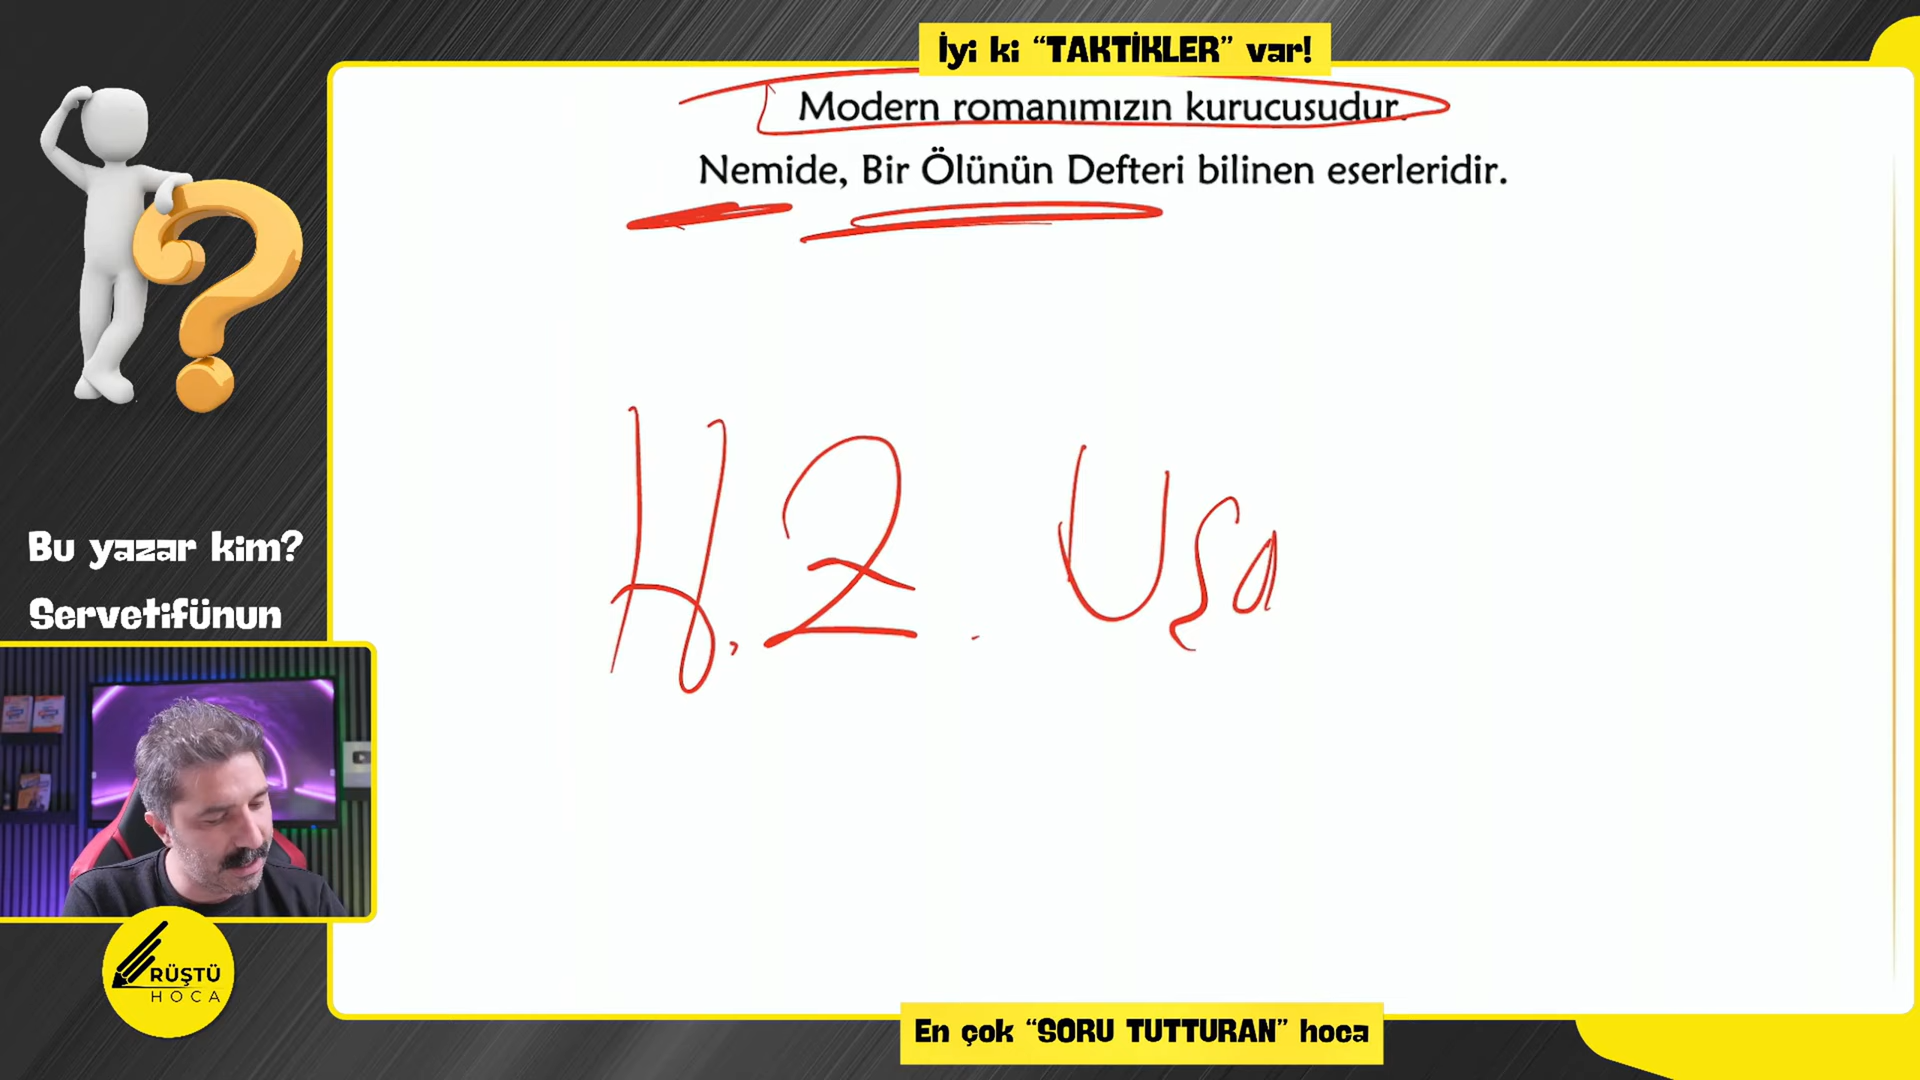 İyi ki “TAKTİKLER” var!
Modern romanımızın kurucusudur.
Nemide, Bir Ölünün Defteri bilinen eserleridir.
H. Z. Uşa
Bu yazar kim?
Servetifünun
RÜŞTÜ
HOCA
En çok “SORU TUTTURAN” hoca